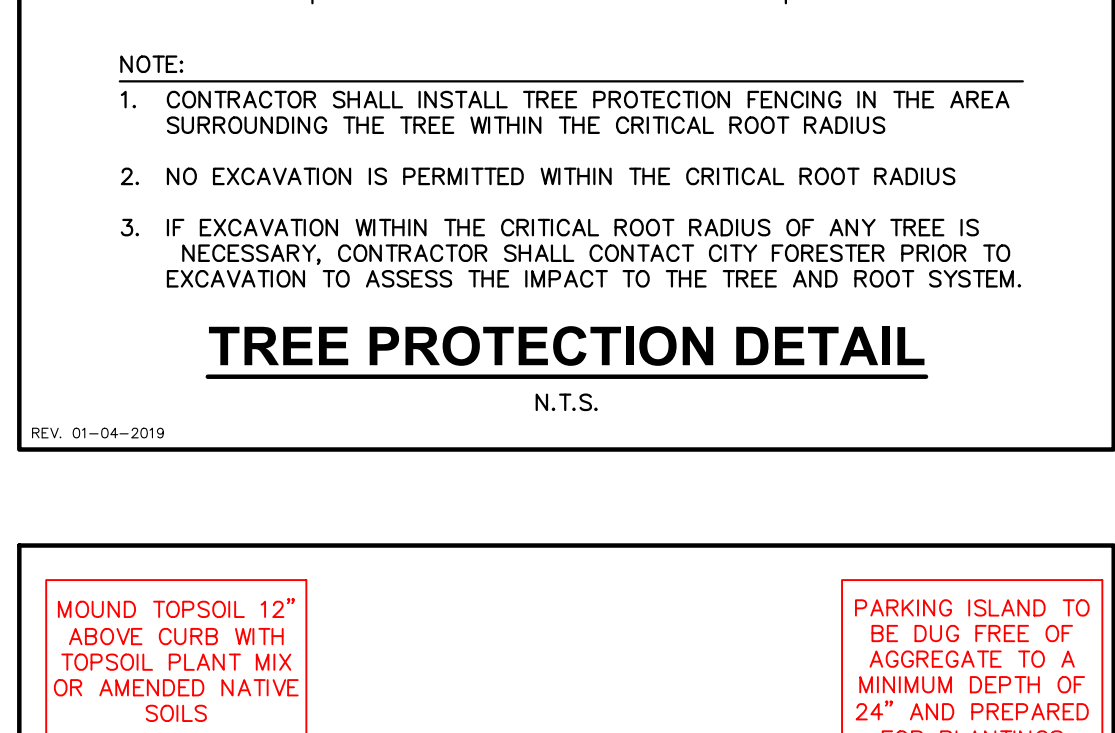 NOTE:
1. CONTRACTOR SHALL INSTALL TREE PROTECTION FENCING IN THE AREA
SURROUNDING THE TREE WITHIN THE CRITICAL ROOT RADIUS
2. NO EXCAVATION IS PERMITTED WITHIN THE CRITICAL ROOT RADIUS
3. IF EXCAVATION WITHIN THE CRITICAL ROOT RADIUS OF ANY TREE IS
NECESSARY, CONTRACTOR SHALL CONTACT CITY FORESTER PRIOR TO
EXCAVATION TO ASSESS THE IMPACT TO THE TREE AND ROOT SYSTEM.
TREE PROTECTION DETAIL
N.T.S.
REV. 01-04-2019
MOUND TOPSOIL 12"
ABOVE CURB WITH
TOPSOIL PLANT MIX
OR AMENDED NATIVE
SOILS
PARKING ISLAND TO
BE DUG FREE OF
AGGREGATE TO A
MINIMUM DEPTH OF
24" AND PREPARED
FOR PLANTINGS